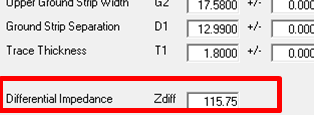 Upper Ground Strip Width G2 17.5800 +/- 0.000
Ground Strip Separation D1 12.9900 +/- 0.000
Trace Thickness T1 1.8000 +/- 0.000
Differential Impedance Zdiff 115.75